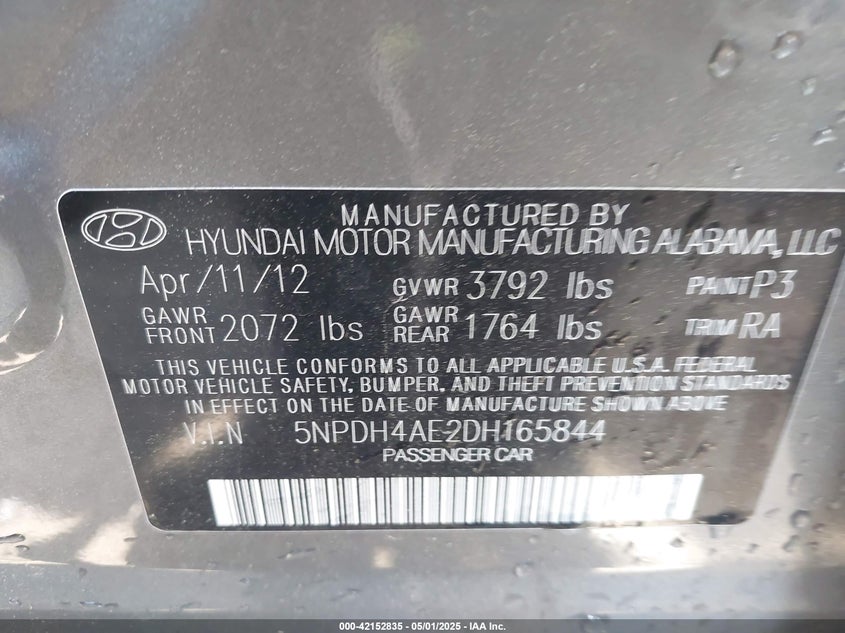 MANUFACTURED BY
HYUNDAI MOTOR MANUFACTURING ALABAMA, LLC
Apr/11/12 GVWR 3792 lbs PAINT P3
GAWR FRONT 2072 lbs GAWR REAR 1764 lbs TRIM RA
THIS VEHICLE CONFORMS TO ALL APPLICABLE U.S.A. FEDERAL
MOTOR VEHICLE SAFETY, BUMPER, AND THEFT PREVENTION STANDARDS
IN EFFECT ON THE DATE OF MANUFACTURE SHOWN ABOVE
V.I.N 5NPDH4AE2DH165844
PASSENGER CAR
000-42152835 - 05/01/2025 - IAA Inc.